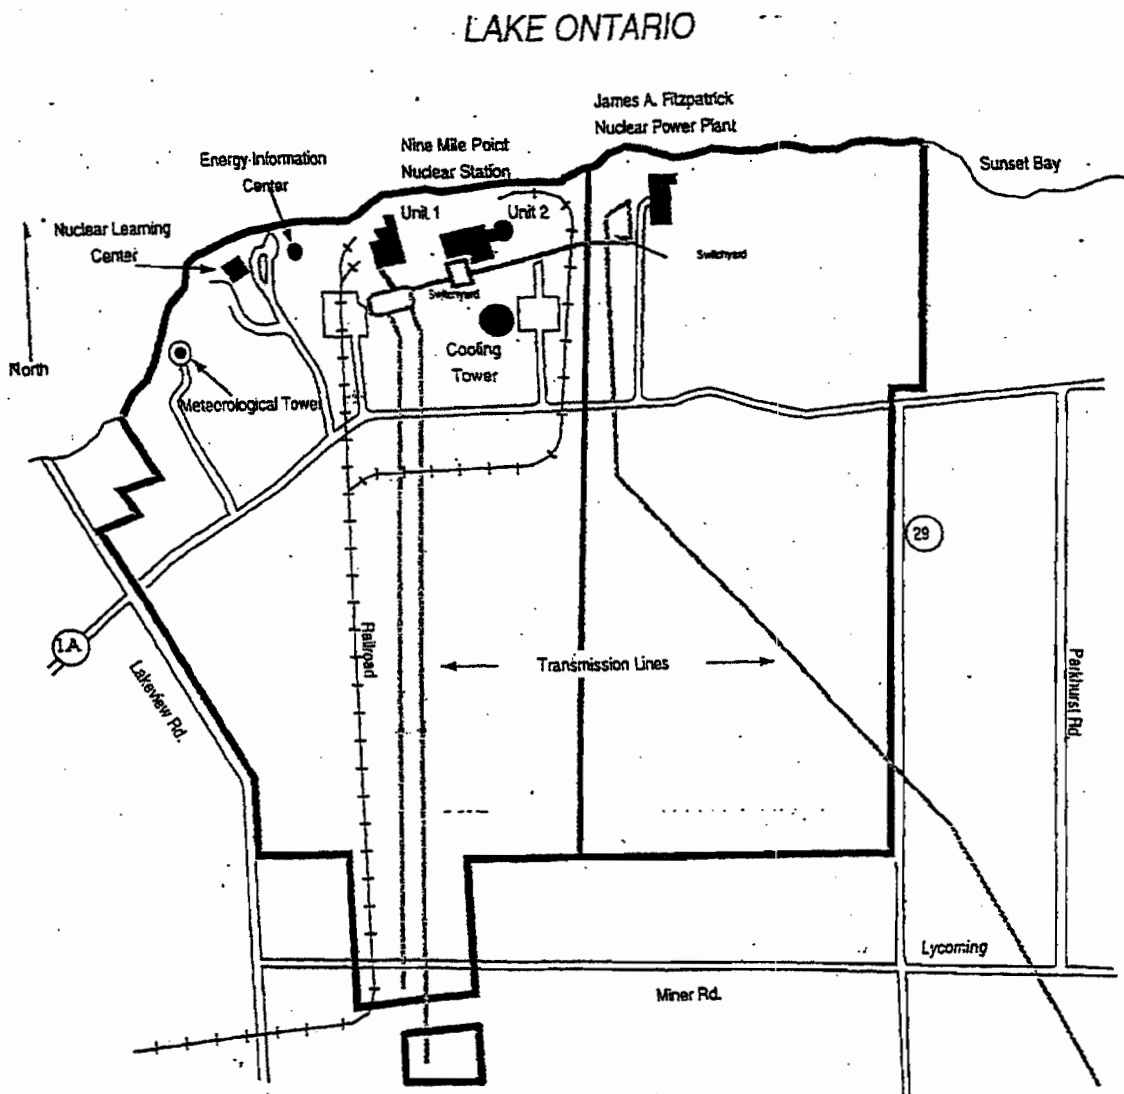 LAKE ONTARIO
James A. Fitzpatrick
Nuclear Power Plant
Nine Mile Point
Nuclear Station
Energy Information
Center
Sunset Bay
Unit 1
Unit 2
Nuclear Learning
Center
Switchyard
Switchyard
North
Cooling
Tower
Meteorological Tower
29
1A
Railroad
Transmission Lines
Lakeview Rd.
Parkhurst Rd.
Lycoming
Miner Rd.